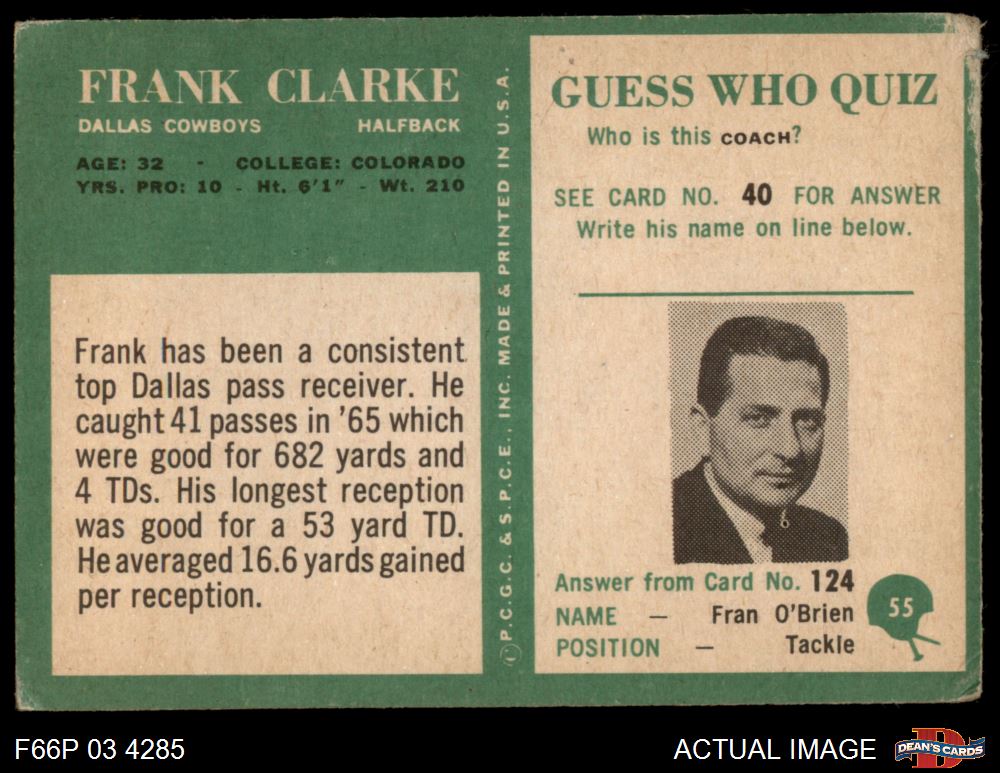 FRANK CLARKE
DALLAS COWBOYS HALFBACK
AGE: 32 - COLLEGE: COLORADO
YRS. PRO: 10 - Ht. 6'1" - Wt. 210
Frank has been a consistent
top Dallas pass receiver. He
caught 41 passes in '65 which
were good for 682 yards and
4 TDs. His longest reception
was good for a 53 yard TD.
He averaged 16.6 yards gained
per reception.
© P.C.G.C. & S.P.C.E., INC. MADE & PRINTED IN U.S.A.
GUESS WHO QUIZ
Who is this COACH?
SEE CARD NO. 40 FOR ANSWER
Write his name on line below.
Answer from Card No. 124
NAME — Fran O'Brien
POSITION — Tackle
55
F66P 03 4285
ACTUAL IMAGE
D
DEAN'S CARDS